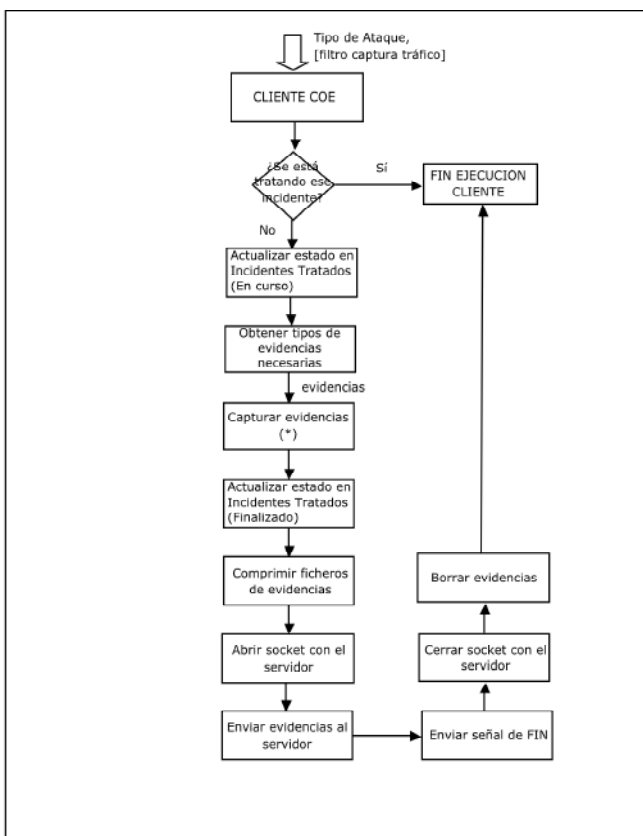 Tipo de Ataque,
[filtro captura tráfico]
CLIENTE COE
¿Se está
tratando ese
incidente?
Sí
FIN EJECUCIÓN
CLIENTE
No
Actualizar estado en
Incidentes Tratados
(En curso)
Obtener tipos de
evidencias
necesarias
evidencias
Capturar evidencias
(*)
Actualizar estado en
Incidentes Tratados
(Finalizado)
Comprimir ficheros
de evidencias
Borrar evidencias
Abrir socket con el
servidor
Cerrar socket con el
servidor
Enviar evidencias al
servidor
Enviar señal de FIN